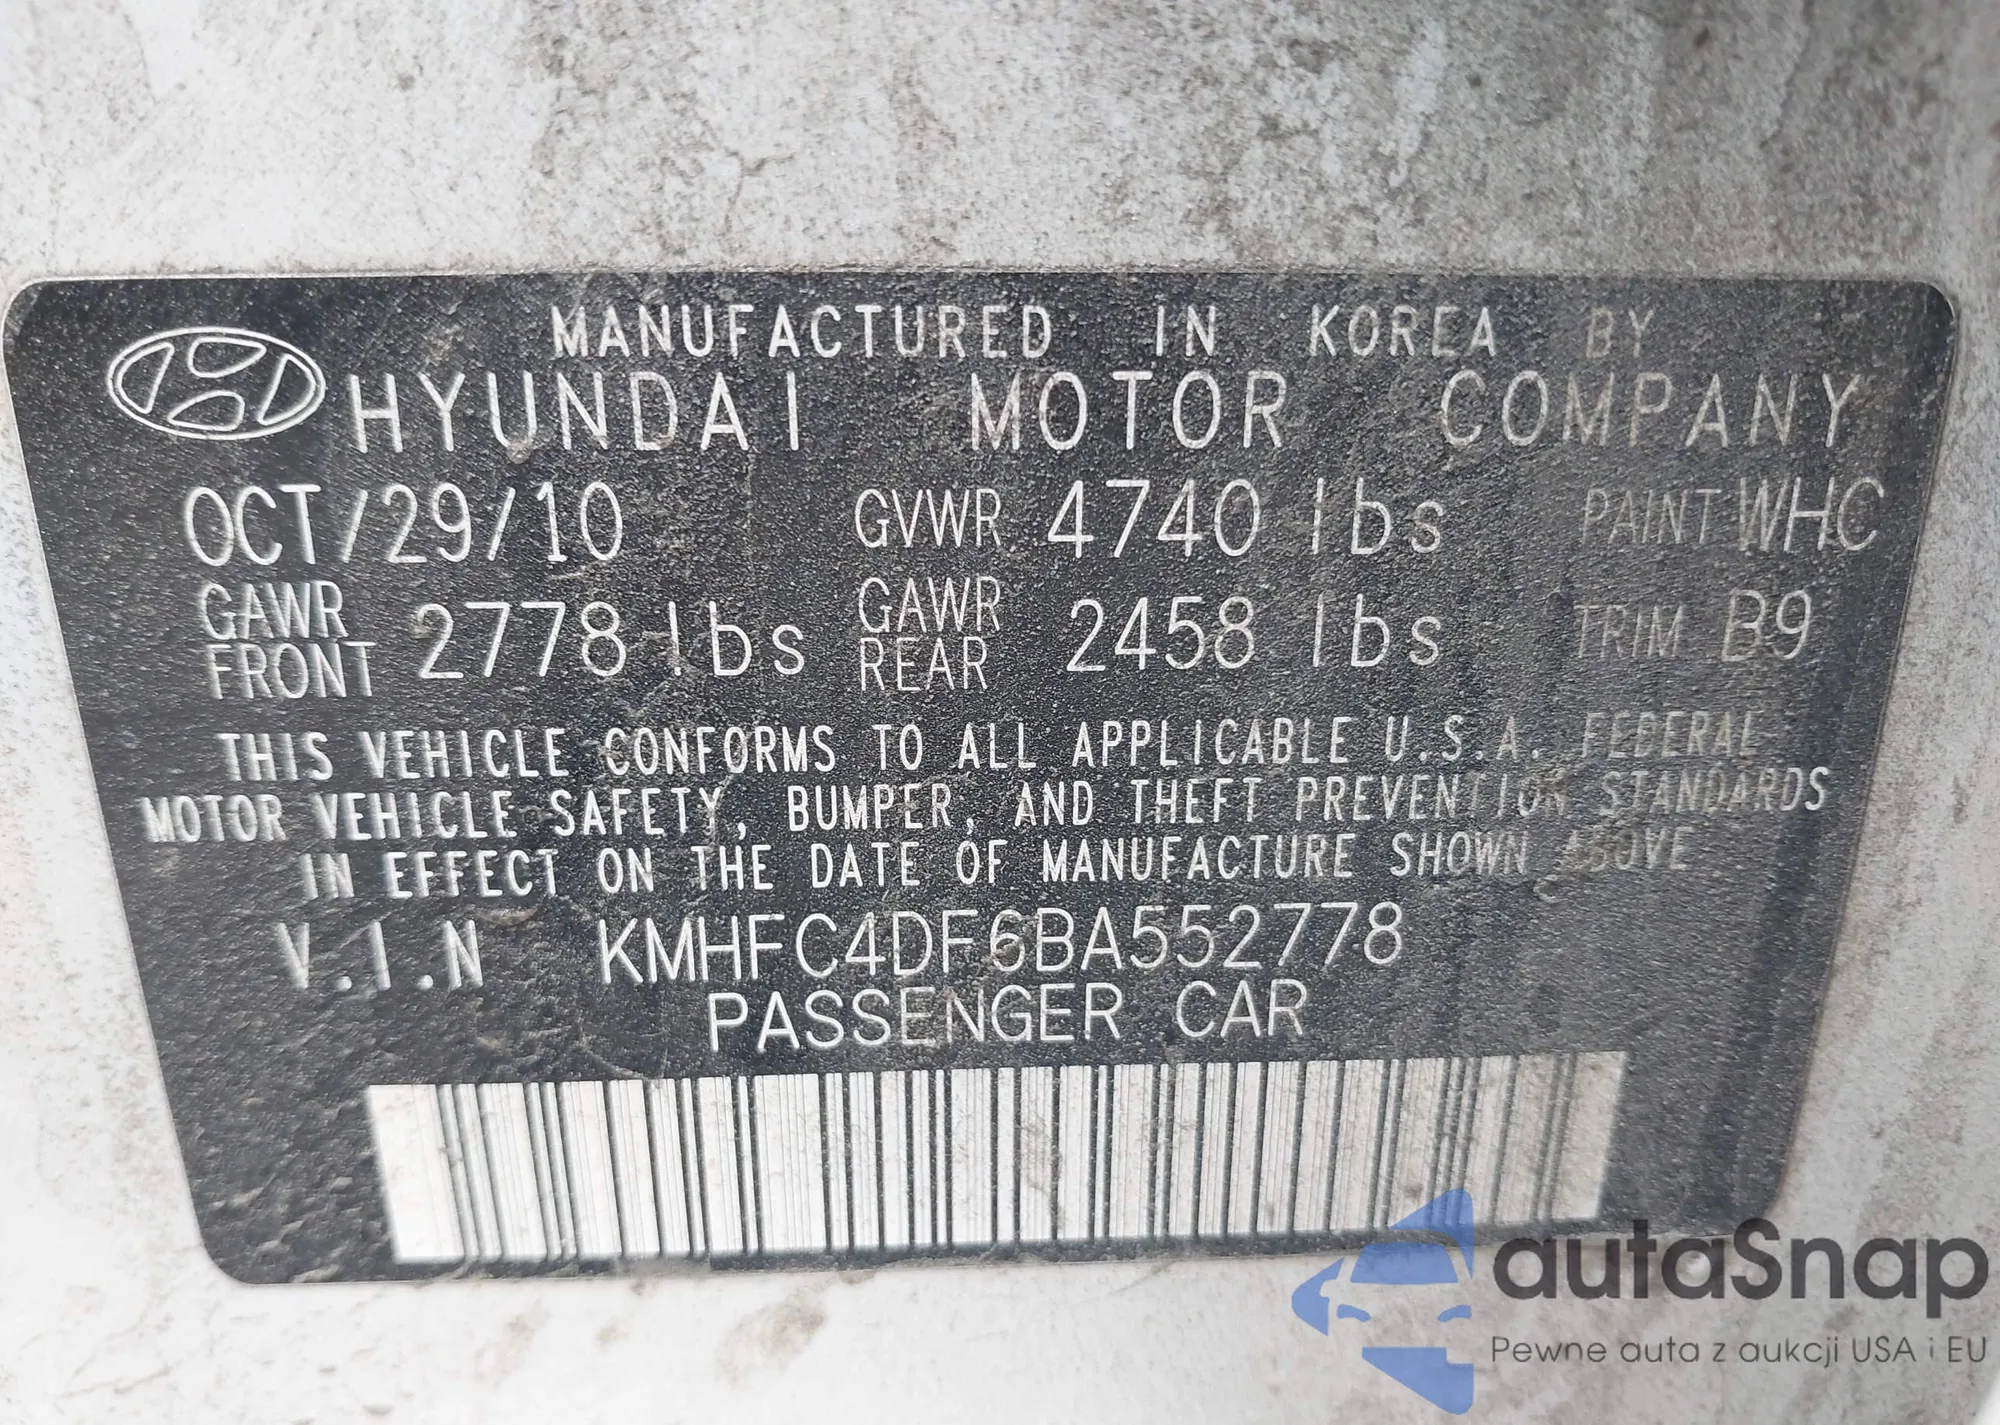 MANUFACTURED IN KOREA BY
HYUNDAI MOTOR COMPANY
OCT/29/10 GVWR 4740 lbs PAINT WHC
GAWR FRONT 2778 lbs GAWR REAR 2458 lbs TRIM B9
THIS VEHICLE CONFORMS TO ALL APPLICABLE U.S.A. FEDERAL
MOTOR VEHICLE SAFETY, BUMPER, AND THEFT PREVENTION STANDARDS
IN EFFECT ON THE DATE OF MANUFACTURE SHOWN ABOVE
V.I.N KMHFC4DF6BA552778
PASSENGER CAR
autaSnap
Pewne auta z aukcji USA i EU